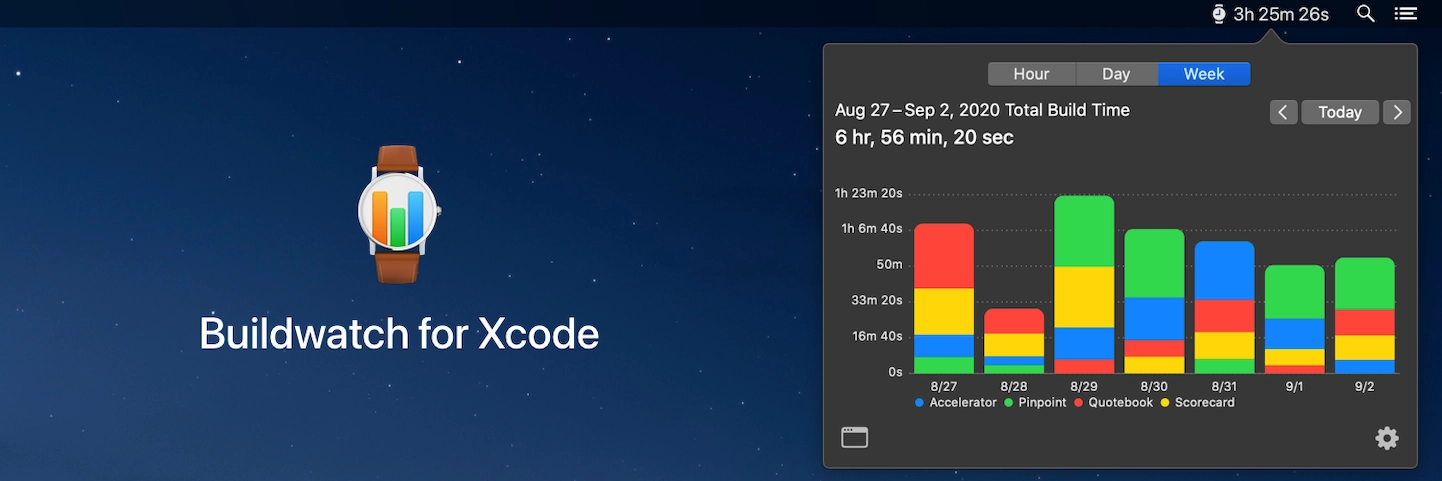 3h 25m 26s
Hour Day Week
Aug 27 – Sep 2, 2020 Total Build Time
Today
6 hr, 56 min, 20 sec
Buildwatch for Xcode
1h 23m 20s
1h 6m 40s
50m
33m 20s
16m 40s
0s
8/27 8/28 8/29 8/30 8/31 9/1 9/2
Accelerator Pinpoint Quotebook Scorecard